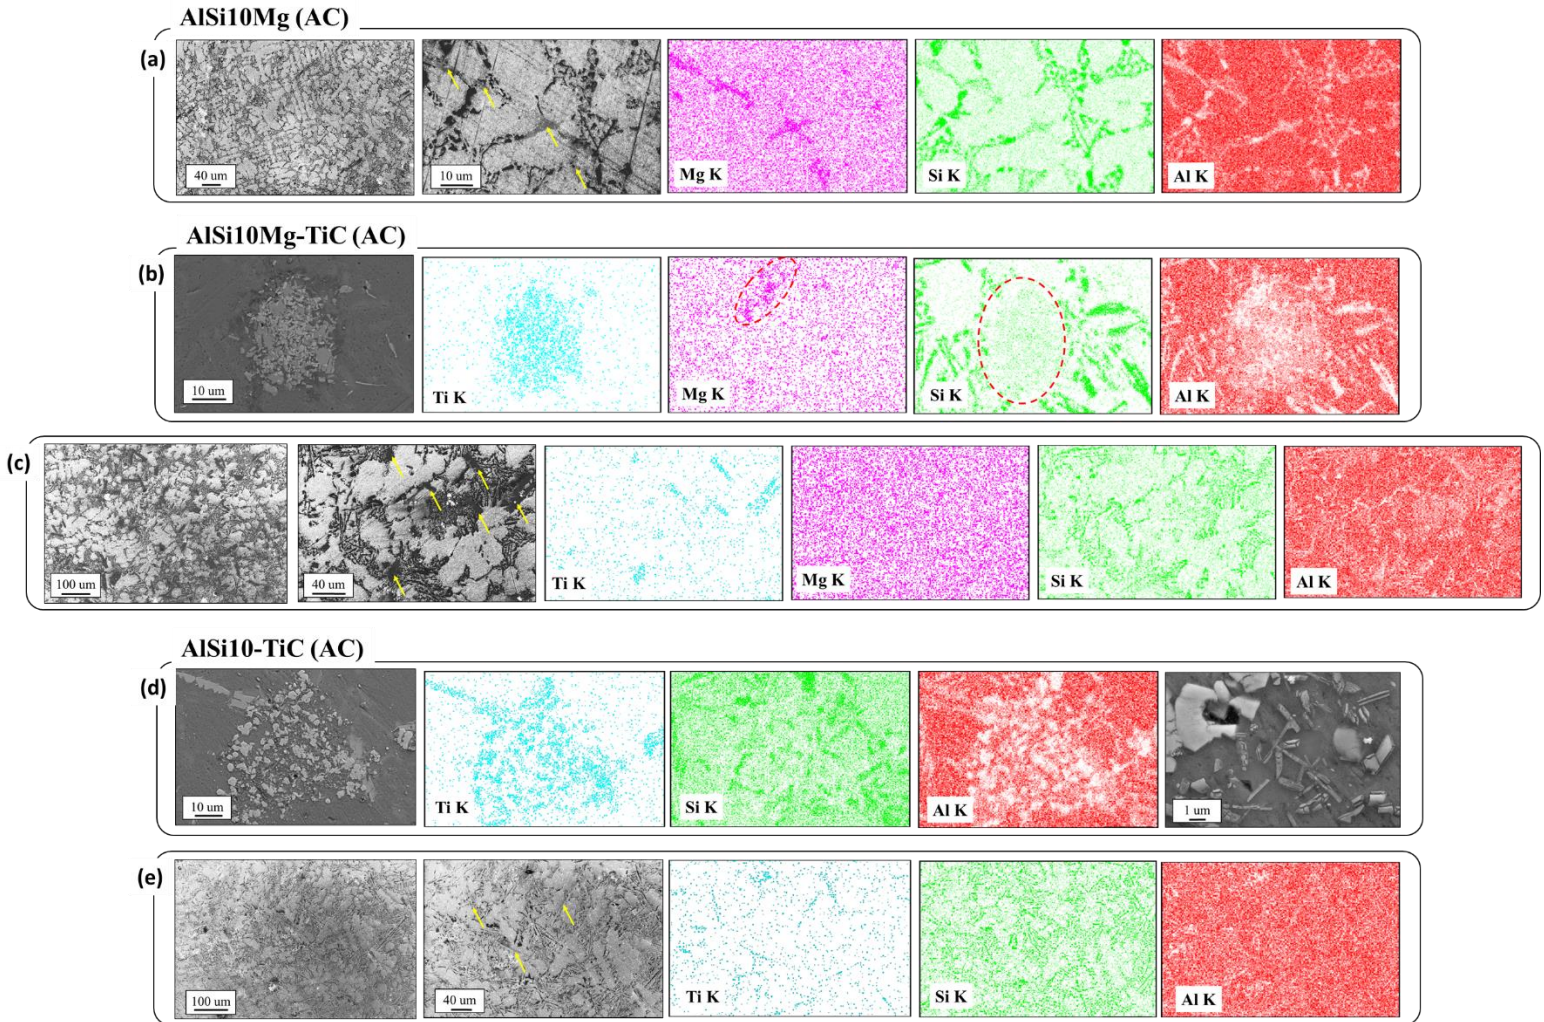 AlSi10Mg (AC)
(a)
40 um
10 um
Mg K
Si K
Al K
AlSi10Mg-TiC (AC)
(b)
10 um
Ti K
Mg K
Si K
Al K
(c)
100 um
40 um
Ti K
Mg K
Si K
Al K
AlSi10-TiC (AC)
(d)
10 um
Ti K
Si K
Al K
1 um
(e)
100 um
40 um
Ti K
Si K
Al K